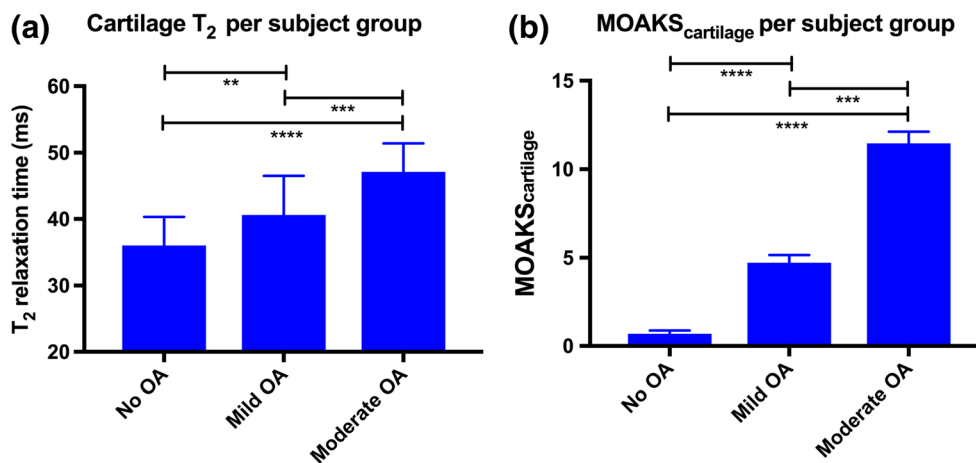 (a) Cartilage T₂ per subject group
T₂ relaxation time (ms)
60
50
40
30
20
**
***
****
No OA
Mild OA
Moderate OA
(b) MOAKScartilage per subject group
MOAKScartilage
15
10
5
0
****
***
****
No OA
Mild OA
Moderate OA